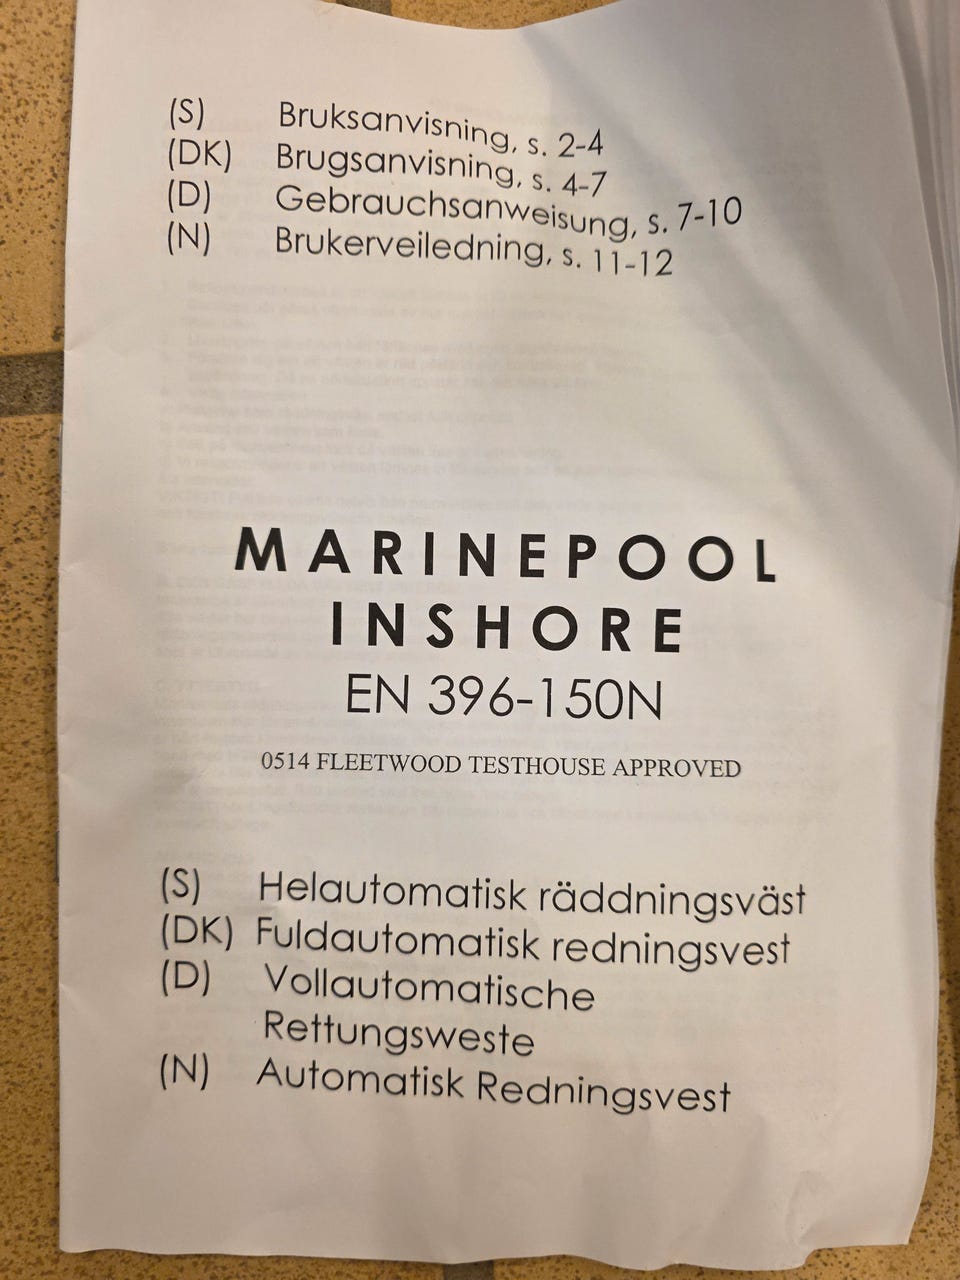 (S) Bruksanvisning, s. 2-4
(DK) Brugsanvisning, s. 4-7
(D) Gebrauchsanweisung, s. 7-10
(N) Brukerveiledning, s. 11-12
MARINEPOOL
INSHORE
EN 396-150N
0514 FLEETWOOD TESTHOUSE APPROVED
(S) Helautomatisk räddningsväst
(DK) Fuldautomatisk redningsvest
(D) Vollautomatische
Rettungsweste
(N) Automatisk Redningsvest